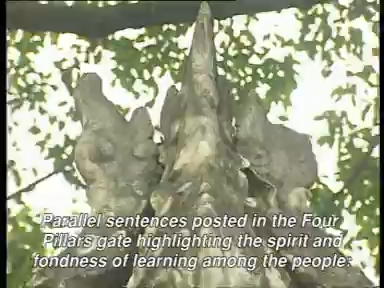 Parallel sentences posted in the Four
Pillars gate highlighting the spirit and
fondness of learning among the people: